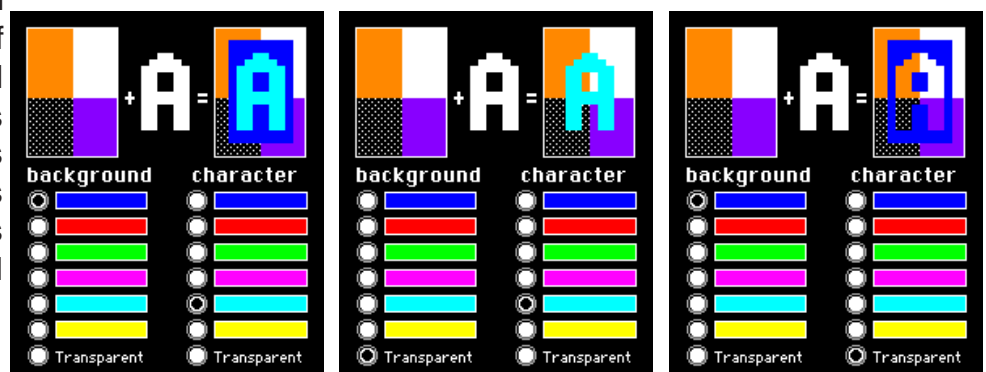 + A = A
+ A = A
+ A = A
background character
background character
background character
Transparent Transparent
Transparent Transparent
Transparent Transparent